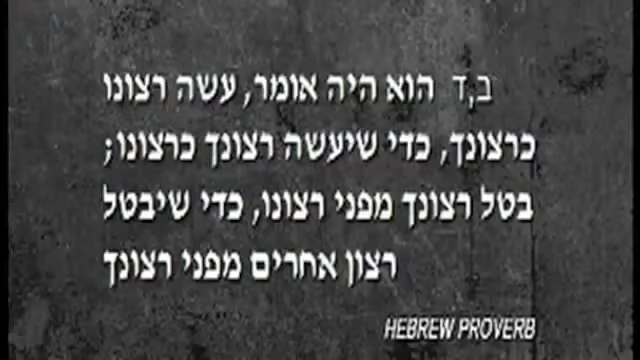 ב,ד הוא היה אומר, עשה רצונו
כרצונך, כדי שיעשה רצונך כרצונו;
בטל רצונך מפני רצונו, כדי שיבטל
רצון אחרים מפני רצונך
HEBREW PROVERB